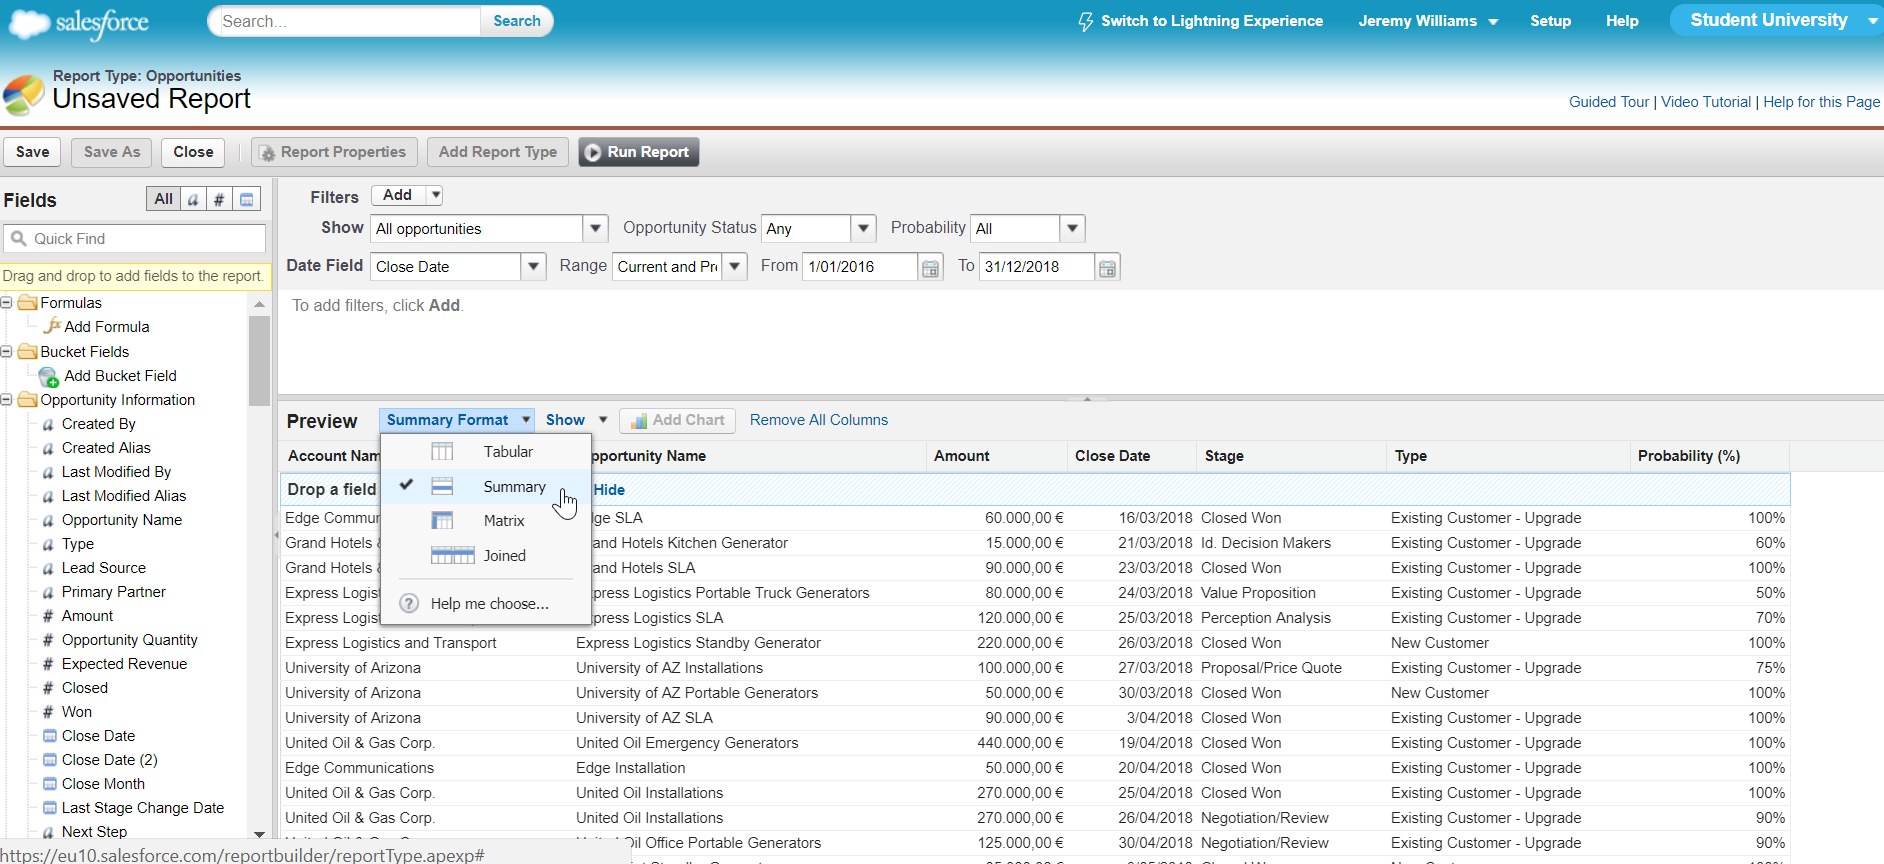 salesforce
Search...
Search
Switch to Lightning Experience
Jeremy Williams
Setup
Help
Student University
Report Type: Opportunities
Unsaved Report
Guided Tour | Video Tutorial | Help for this Page
Save
Save As
Close
Report Properties
Add Report Type
Run Report
Fields
All
a
#
Quick Find
Drag and drop to add fields to the report.
Formulas
Add Formula
Bucket Fields
Add Bucket Field
Opportunity Information
a Created By
a Created Alias
a Last Modified By
a Last Modified Alias
a Opportunity Name
a Type
a Lead Source
a Primary Partner
# Amount
# Opportunity Quantity
# Expected Revenue
# Closed
# Won
Close Date
Close Date (2)
Close Month
Last Stage Change Date
a Next Step
https://eu10.salesforce.com/reportbuilder/reportType.apexp#
Filters Add
Show All opportunities Opportunity Status Any Probability All
Date Field Close Date Range Current and Pr From 1/01/2016 To 31/12/2018
To add filters, click Add.
Preview Summary Format Show Add Chart Remove All Columns
Tabular
Summary
Matrix
Joined
? Help me choose...
Account Nam pportunity Name Amount Close Date Stage Type Probability (%)
Drop a field Hide
Edge Commu dge SLA 60.000,00 € 16/03/2018 Closed Won Existing Customer - Upgrade 100%
Grand Hotels & and Hotels Kitchen Generator 15.000,00 € 21/03/2018 Id. Decision Makers Existing Customer - Upgrade 60%
Grand Hotels & and Hotels SLA 90.000,00 € 23/03/2018 Closed Won Existing Customer - Upgrade 100%
Express Logist press Logistics Portable Truck Generators 80.000,00 € 24/03/2018 Value Proposition Existing Customer - Upgrade 50%
Express Logist press Logistics SLA 120.000,00 € 25/03/2018 Perception Analysis Existing Customer - Upgrade 70%
Express Logistics and Transport Express Logistics Standby Generator 220.000,00 € 26/03/2018 Closed Won New Customer 100%
University of Arizona University of AZ Installations 100.000,00 € 27/03/2018 Proposal/Price Quote Existing Customer - Upgrade 75%
University of Arizona University of AZ Portable Generators 50.000,00 € 30/03/2018 Closed Won New Customer 100%
University of Arizona University of AZ SLA 90.000,00 € 3/04/2018 Closed Won Existing Customer - Upgrade 100%
United Oil & Gas Corp. United Oil Emergency Generators 440.000,00 € 19/04/2018 Closed Won Existing Customer - Upgrade 100%
Edge Communications Edge Installation 50.000,00 € 20/04/2018 Closed Won Existing Customer - Upgrade 100%
United Oil & Gas Corp. United Oil Installations 270.000,00 € 25/04/2018 Closed Won Existing Customer - Upgrade 100%
United Oil & Gas Corp. United Oil Installations 270.000,00 € 26/04/2018 Negotiation/Review Existing Customer - Upgrade 90%
United Oil & Gas Corp. United Oil Office Portable Generators 125.000,00 € 30/04/2018 Negotiation/Review Existing Customer - Upgrade 90%